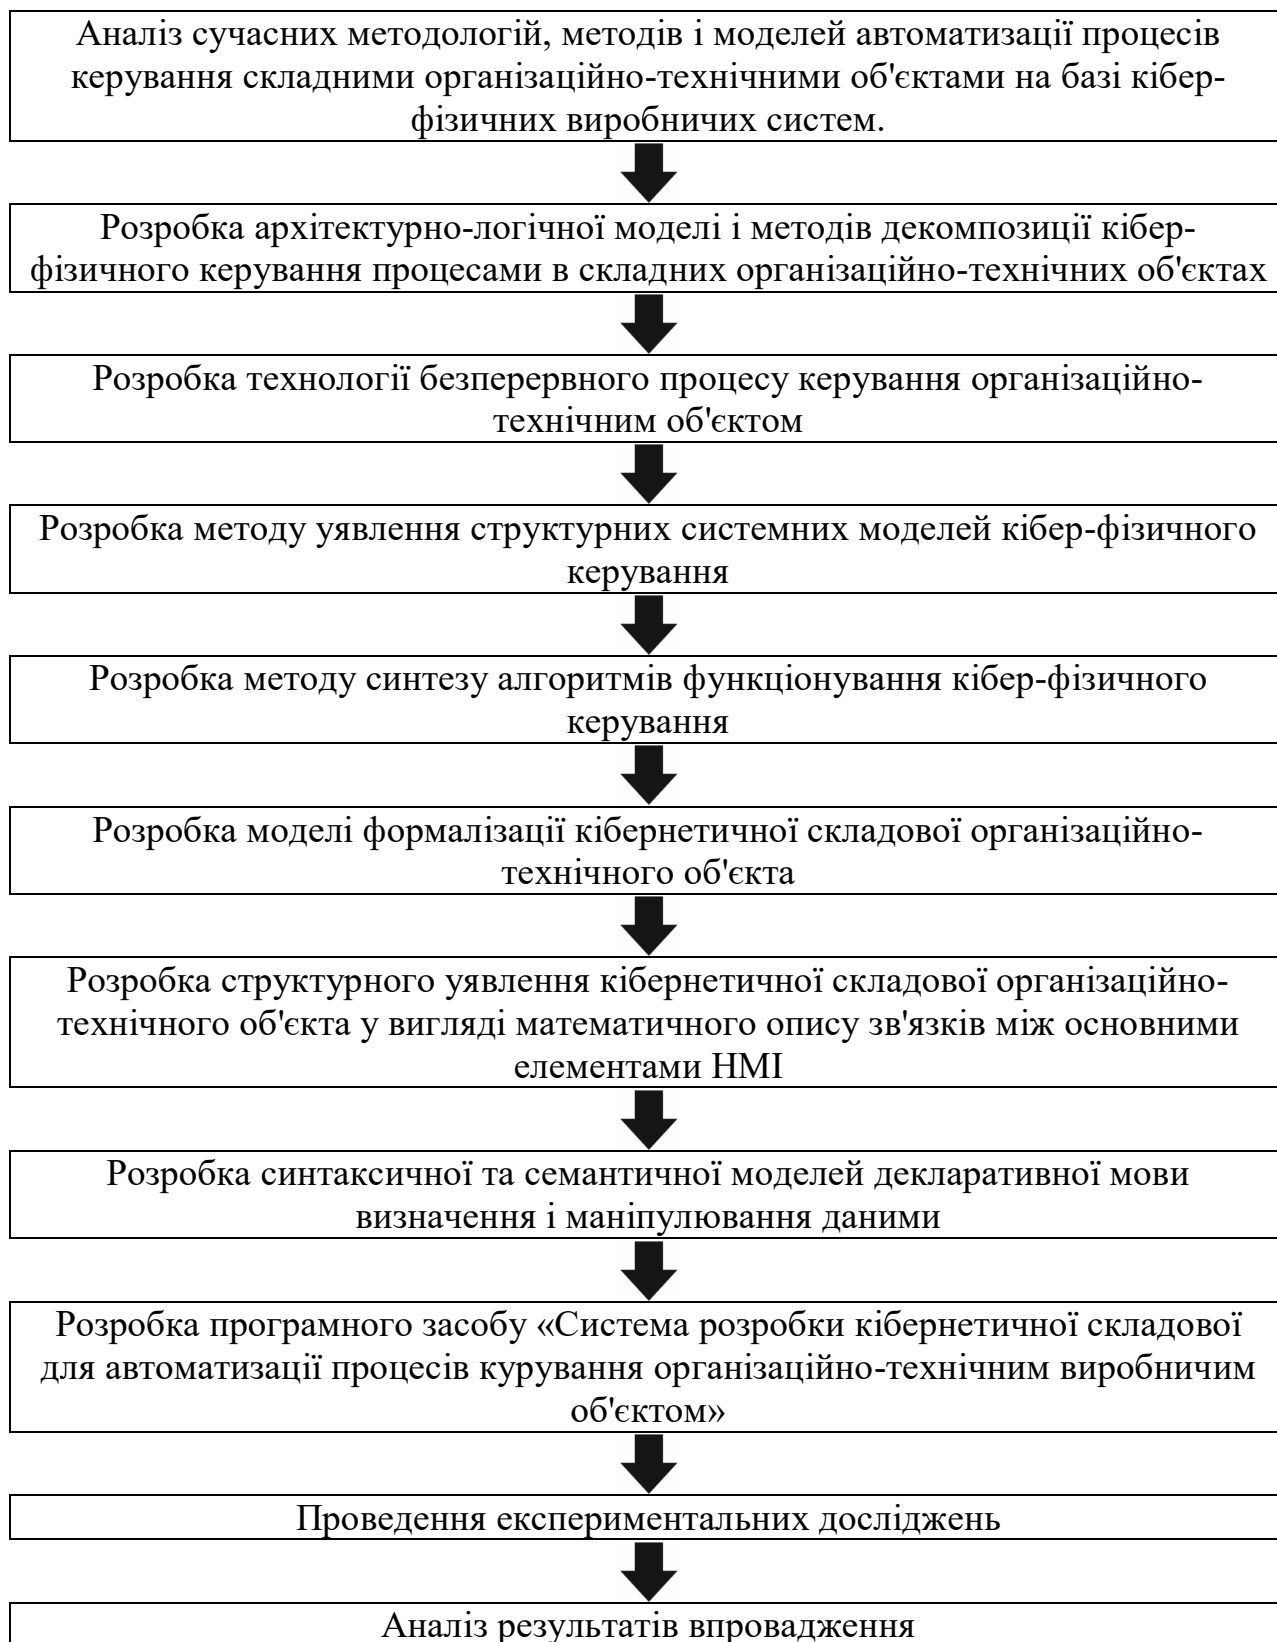 Аналіз сучасних методологій, методів і моделей автоматизації процесів
керування складними організаційно-технічними об'єктами на базі кібер-
фізичних виробничих систем.
Розробка архітектурно-логічної моделі і методів декомпозиції кібер-
фізичного керування процесами в складних організаційно-технічних об'єктах
Розробка технології безперервного процесу керування організаційно-
технічним об'єктом
Розробка методу уявлення структурних системних моделей кібер-фізичного
керування
Розробка методу синтезу алгоритмів функціонування кібер-фізичного
керування
Розробка моделі формалізації кібернетичної складової організаційно-
технічного об'єкта
Розробка структурного уявлення кібернетичної складової організаційно-
технічного об'єкта у вигляді математичного опису зв'язків між основними
елементами HMI
Розробка синтаксичної та семантичної моделей декларативної мови
визначення і маніпулювання даними
Розробка програмного засобу «Система розробки кібернетичної складової
для автоматизації процесів курування організаційно-технічним виробничим
об'єктом»
Проведення експериментальних досліджень
Аналіз результатів впровадження